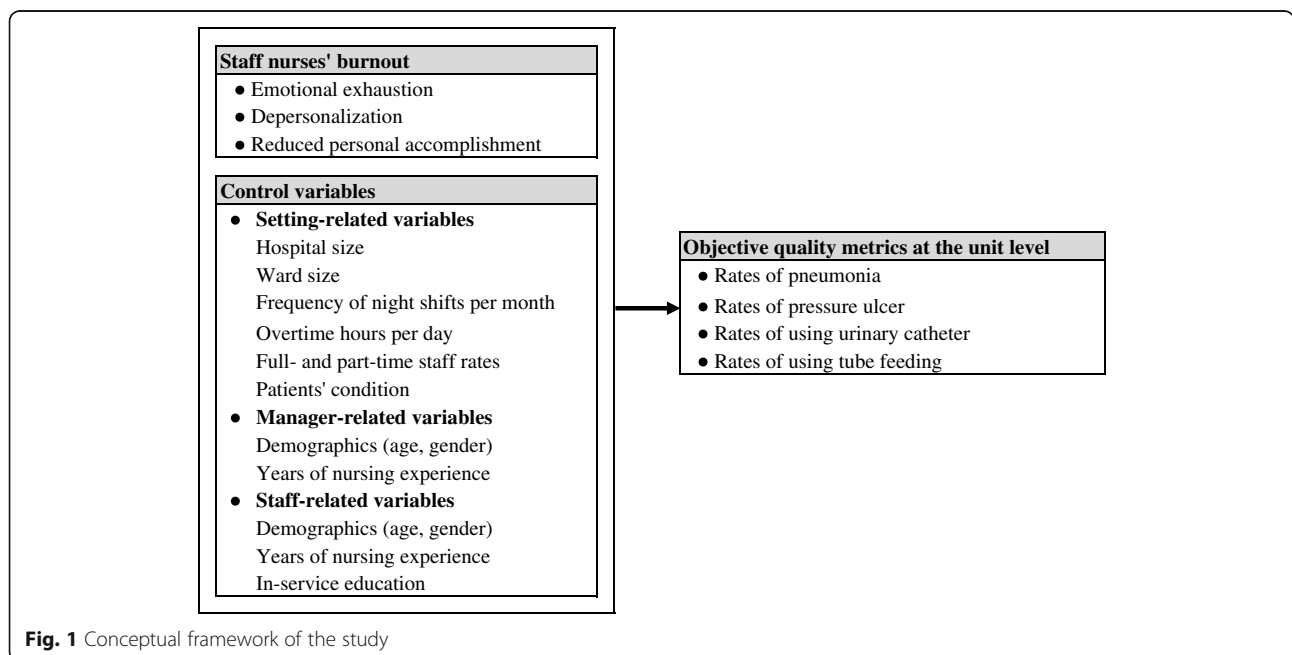 Staff nurses' burnout
● Emotional exhaustion
● Depersonalization
● Reduced personal accomplishment
Control variables
● Setting-related variables
Hospital size
Ward size
Frequency of night shifts per month
Overtime hours per day
Full- and part-time staff rates
Patients' condition
● Manager-related variables
Demographics (age, gender)
Years of nursing experience
● Staff-related variables
Demographics (age, gender)
Years of nursing experience
In-service education
Objective quality metrics at the unit level
● Rates of pneumonia
● Rates of pressure ulcer
● Rates of using urinary catheter
● Rates of using tube feeding
Fig. 1 Conceptual framework of the study